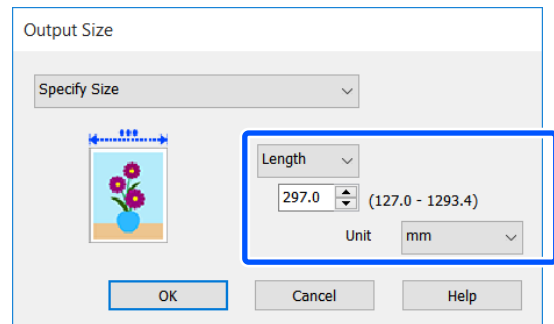 Output Size
Specify Size
Length
297.0 (127.0 - 1293.4)
Unit mm
OK Cancel Help